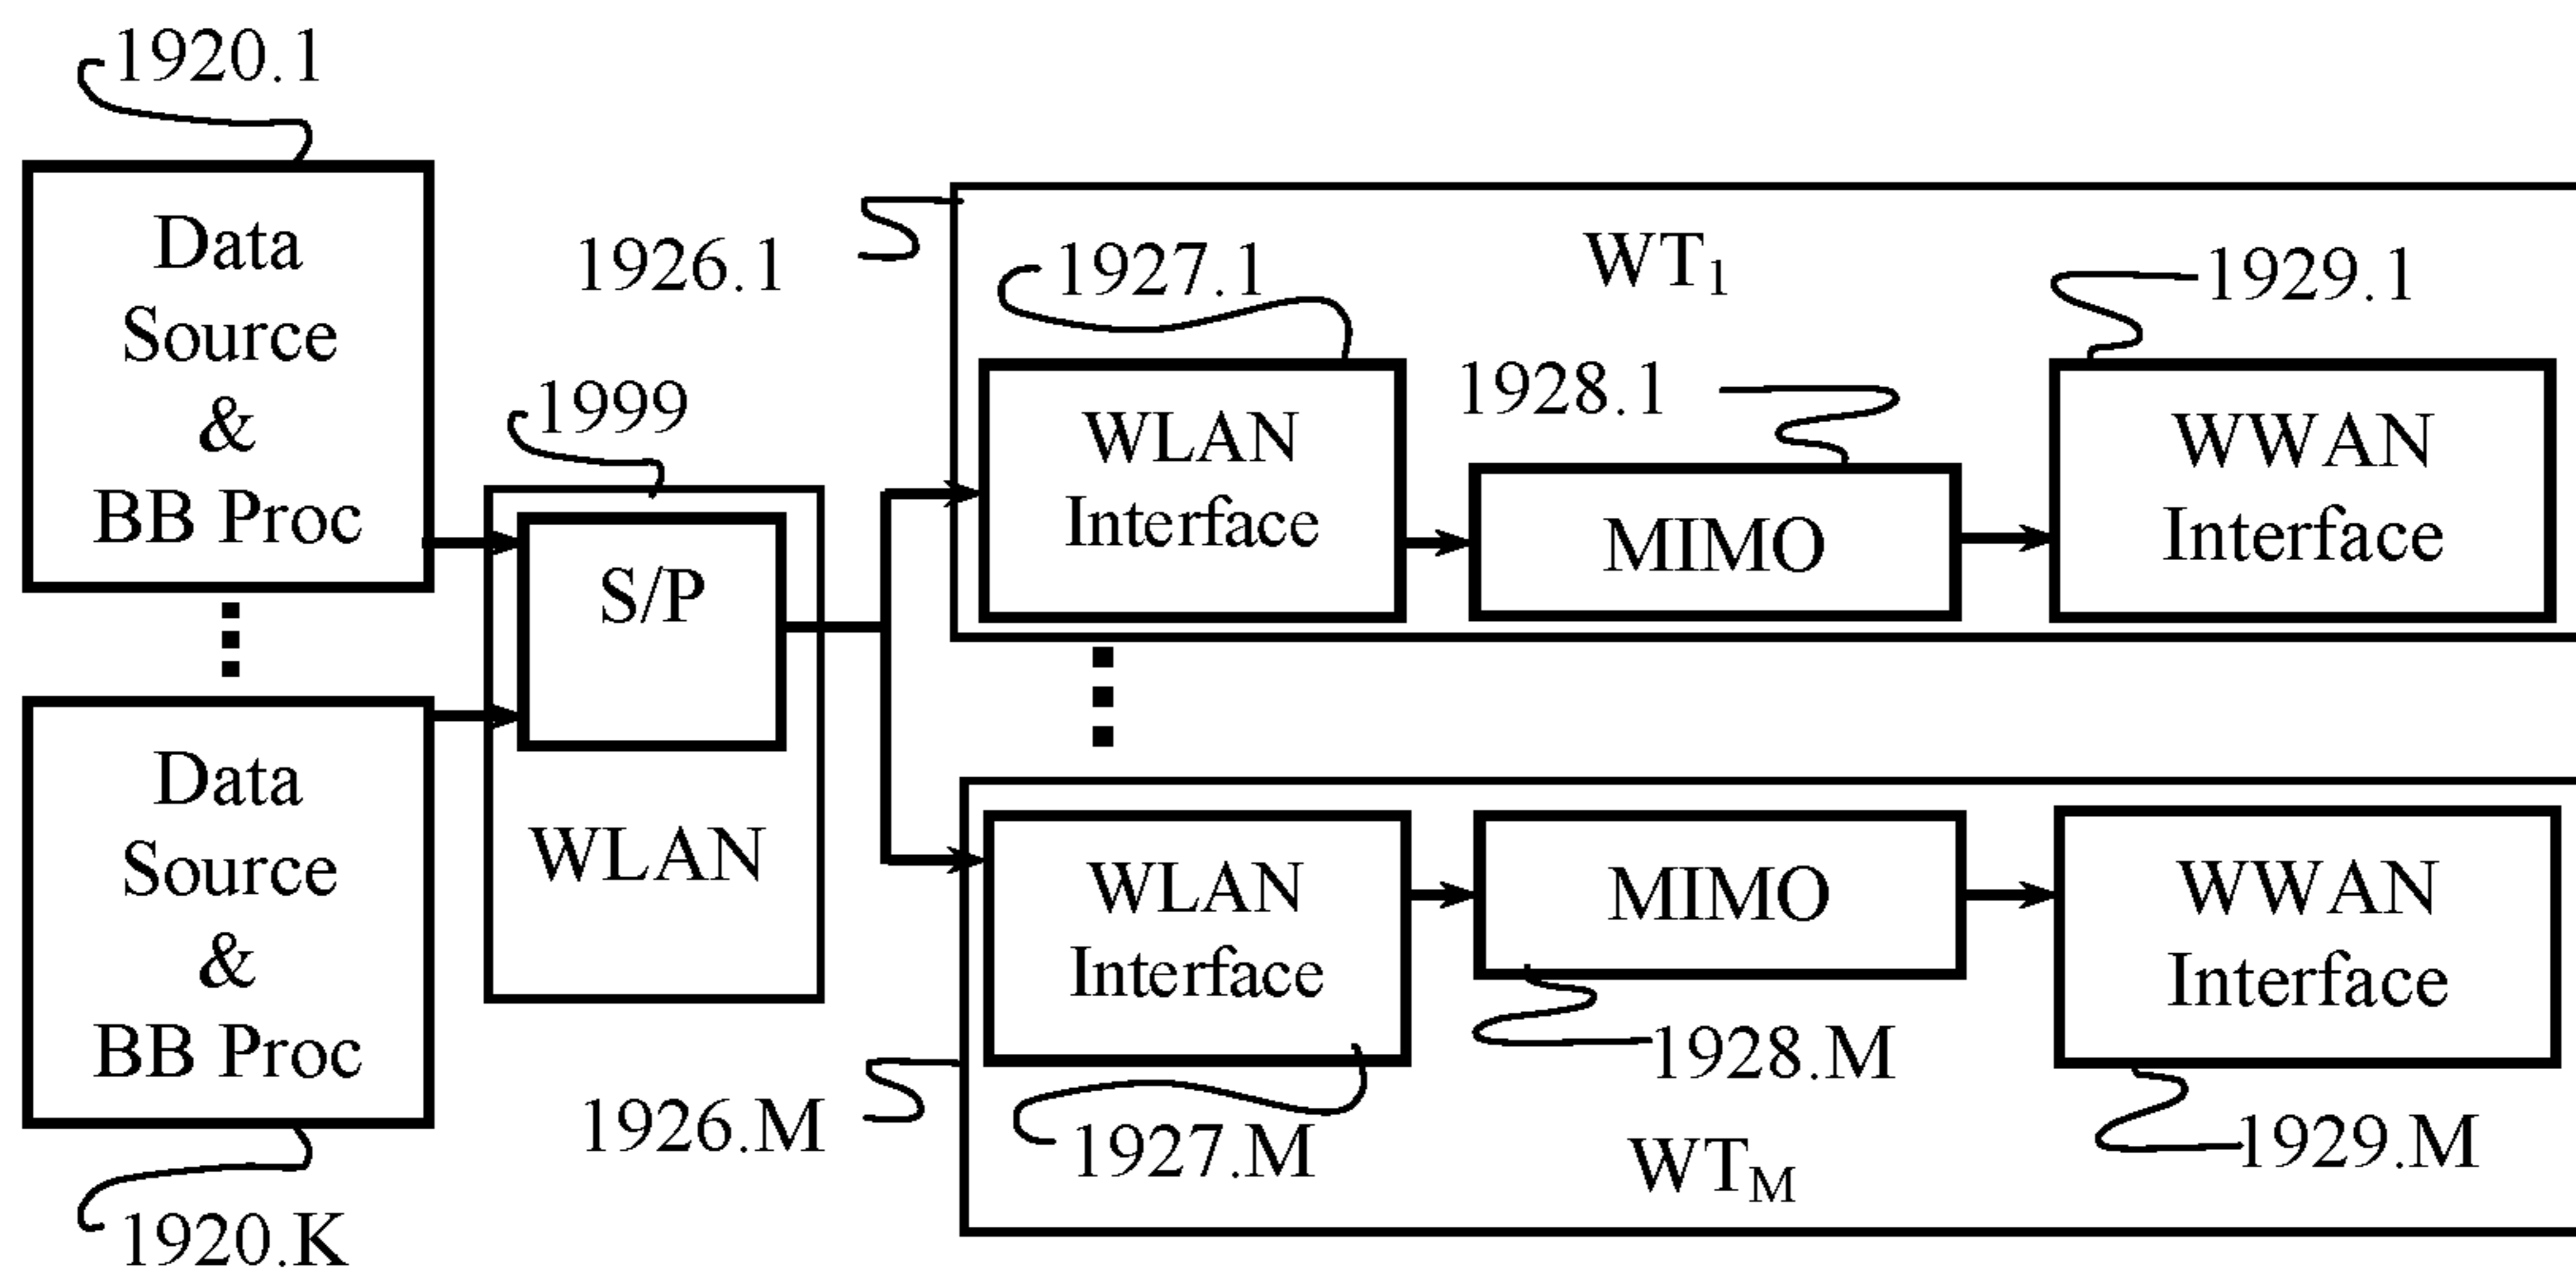 1920.1
Data
Source
&
BB Proc
1999
S/P
WLAN
Data
Source
&
BB Proc
1920.K
1926.1
WT1
1927.1
1928.1
1929.1
WLAN
Interface
MIMO
WWAN
Interface
1926.M
WLAN
Interface
MIMO
WWAN
Interface
1927.M
1928.M
1929.M
WTM